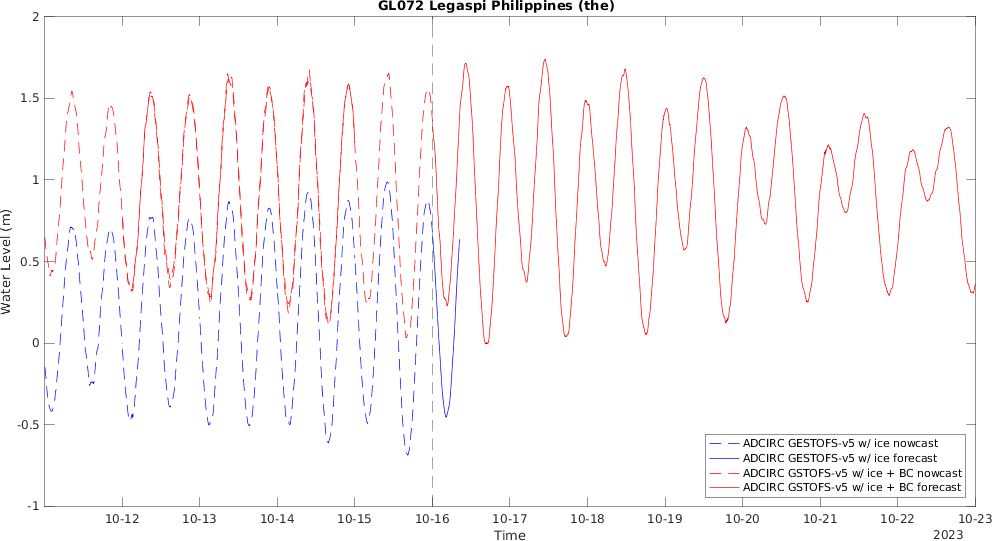 GL072 Legaspi Philippines (the)
2
1.5
1
0.5
0
-0.5
-1
Water Level (m)
ADCIRC GESTOFS-v5 w/ ice nowcast
ADCIRC GESTOFS-v5 w/ ice forecast
ADCIRC GSTOFS-v5 w/ ice + BC nowcast
ADCIRC GSTOFS-v5 w/ ice + BC forecast
10-12 10-13 10-14 10-15 10-16 10-17 10-18 10-19 10-20 10-21 10-22 10-23
Time
2023